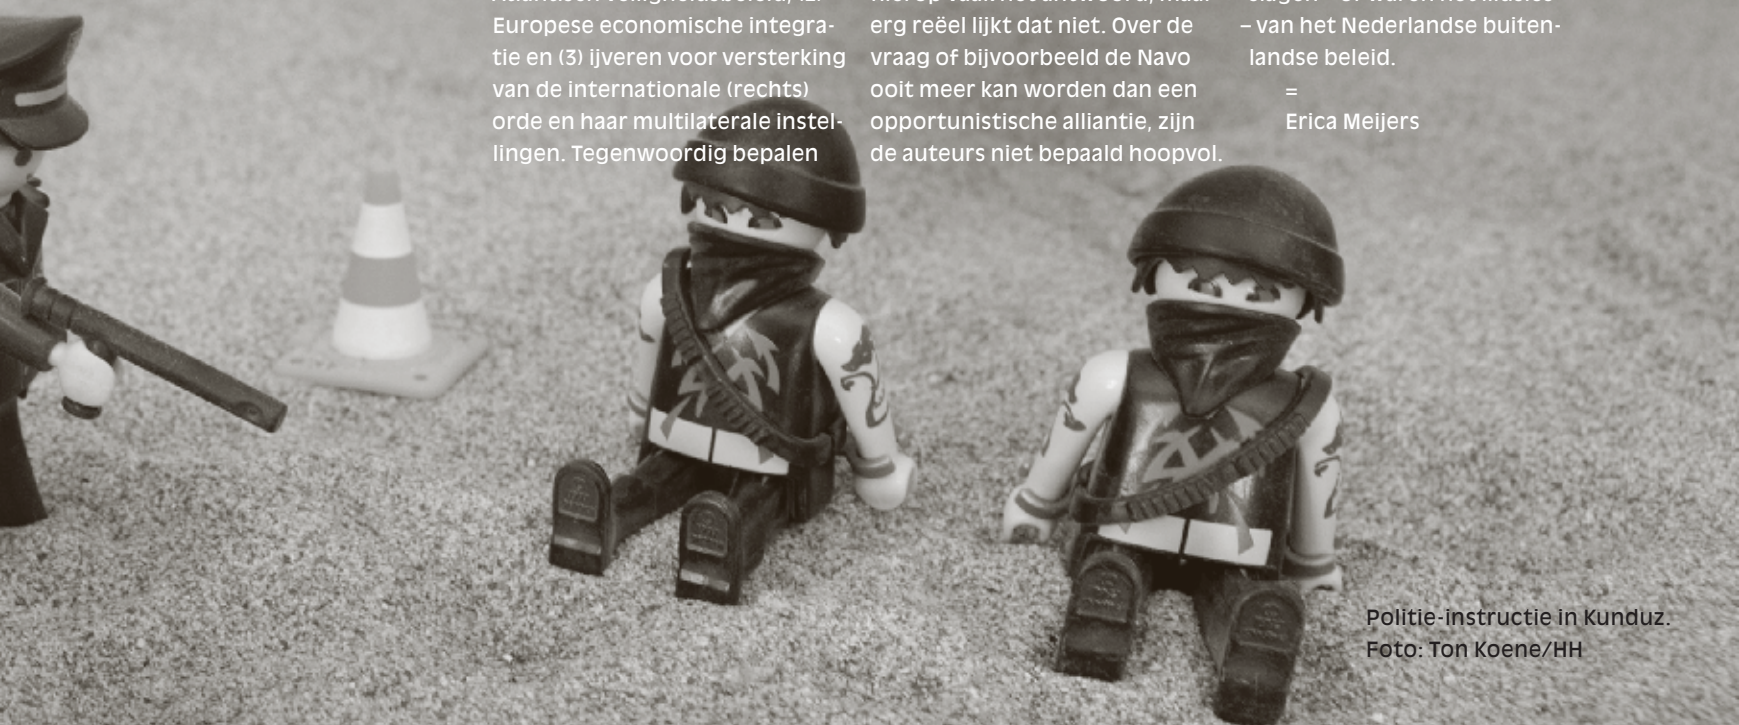 Europese economische integra-
tie en (3) ijveren voor versterking
van de internationale (rechts)
orde en haar multilaterale instel-
lingen. Tegenwoordig bepalen
erg reëel lijkt dat niet. Over de
vraag of bijvoorbeeld de Navo
ooit meer kan worden dan een
opportunistische alliantie, zijn
de auteurs niet bepaald hoopvol.
– van het Nederlandse buiten-
landse beleid.
=
Erica Meijers
Politie-instructie in Kunduz.
Foto: Ton Koene/HH